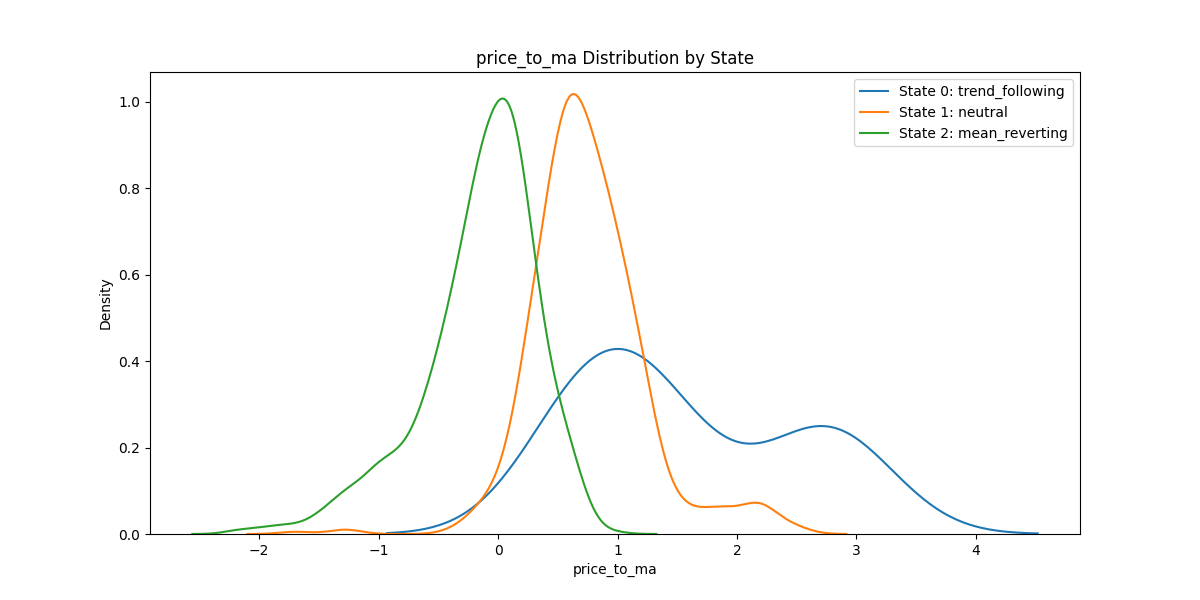 price_to_ma Distribution by State
State 0: trend_following
State 1: neutral
State 2: mean_reverting
Density
1.0
0.8
0.6
0.4
0.2
0.0
−2
−1
0
1
2
3
4
price_to_ma